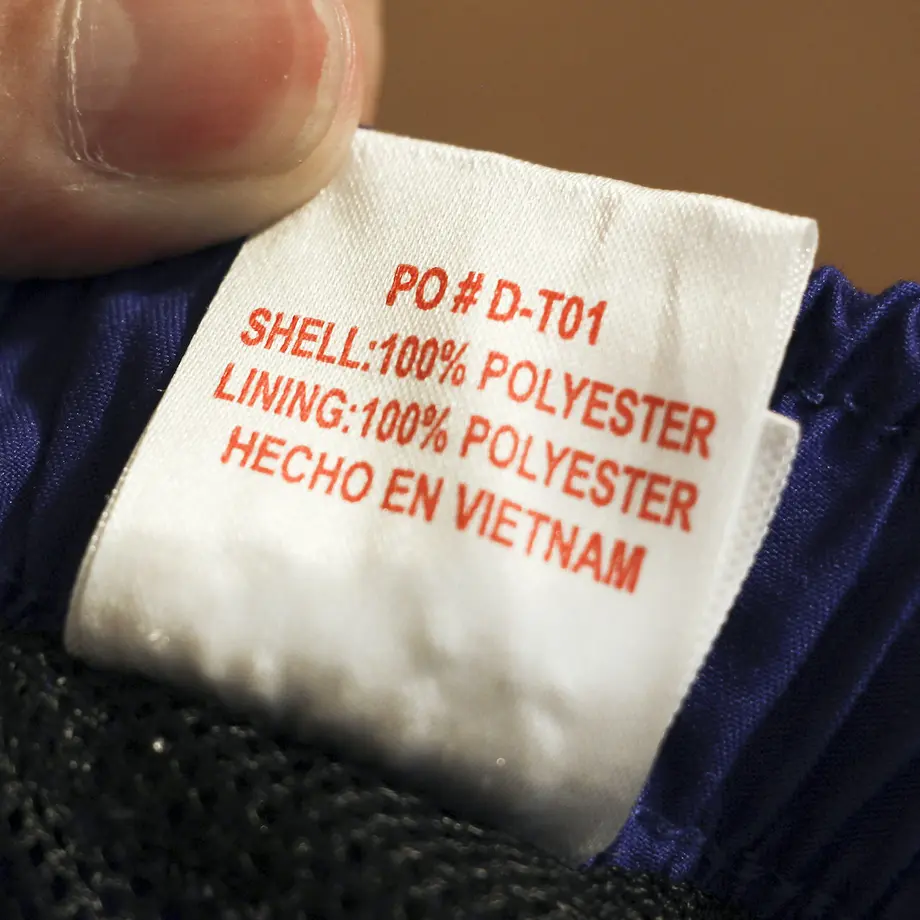 PO # D-T01
SHELL:100% POLYESTER
LINING:100% POLYESTER
HECHO EN VIETNAM